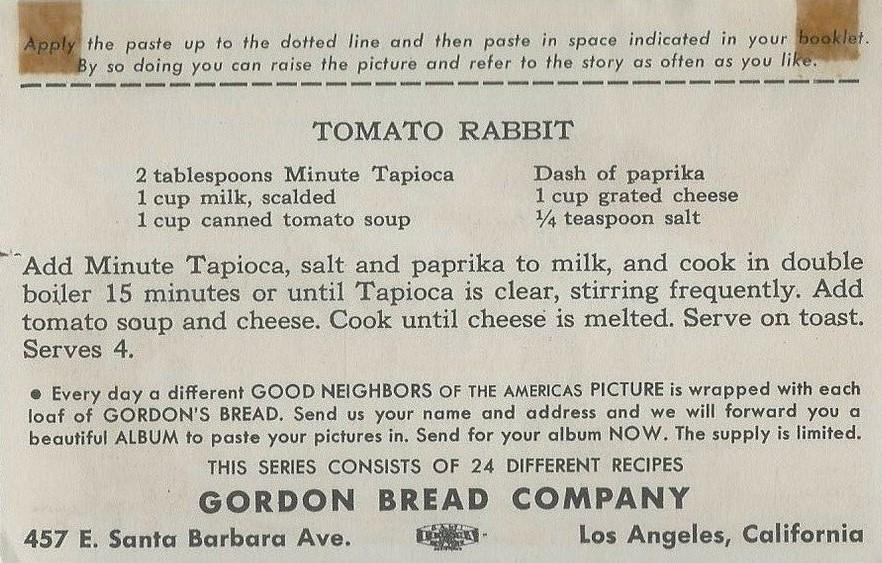 Apply the paste up to the dotted line and then paste in space indicated in your booklet.
By so doing you can raise the picture and refer to the story as often as you like.
TOMATO RABBIT
2 tablespoons Minute Tapioca
1 cup milk, scalded
1 cup canned tomato soup
Dash of paprika
1 cup grated cheese
¼ teaspoon salt
Add Minute Tapioca, salt and paprika to milk, and cook in double
boiler 15 minutes or until Tapioca is clear, stirring frequently. Add
tomato soup and cheese. Cook until cheese is melted. Serve on toast.
Serves 4.
● Every day a different GOOD NEIGHBORS OF THE AMERICAS PICTURE is wrapped with each
loaf of GORDON'S BREAD. Send us your name and address and we will forward you a
beautiful ALBUM to paste your pictures in. Send for your album NOW. The supply is limited.
THIS SERIES CONSISTS OF 24 DIFFERENT RECIPES
GORDON BREAD COMPANY
457 E. Santa Barbara Ave.
Los Angeles, California